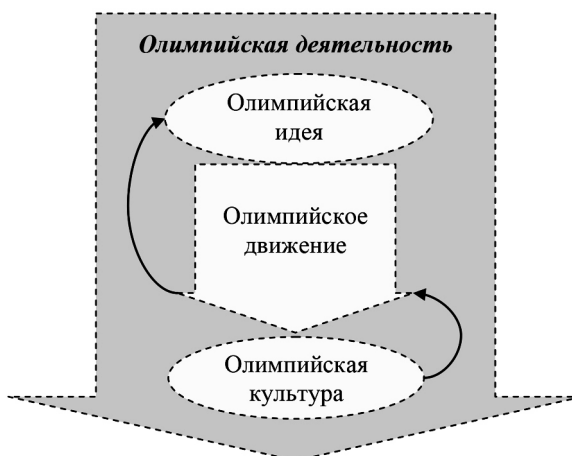 Олимпийская деятельность
Олимпийская
идея
Олимпийское
движение
Олимпийская
культура